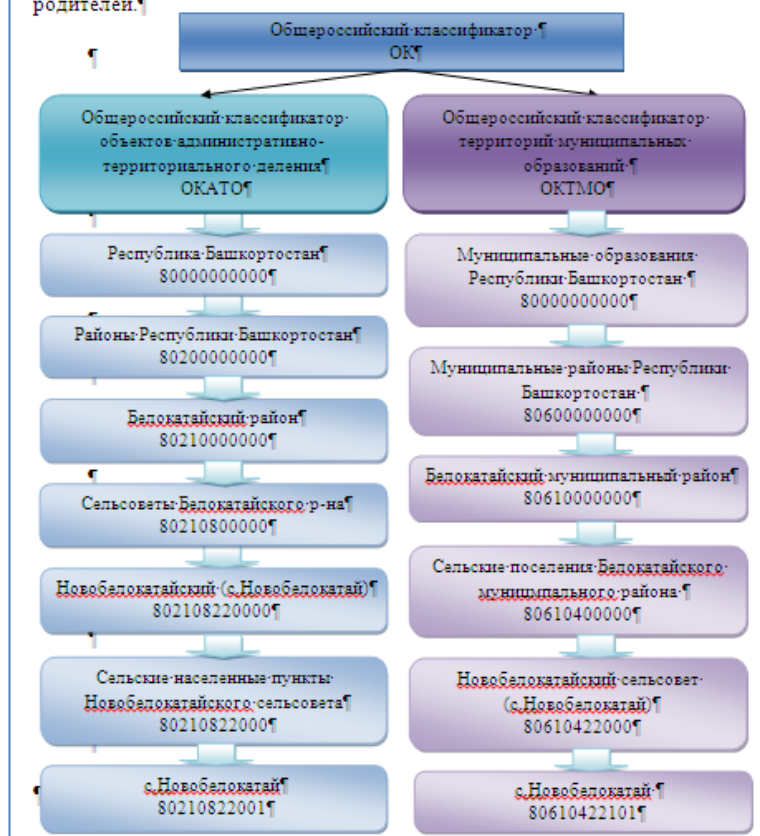 родителей.¶
Общероссийский·классификатор·¶
ОК¶
Общероссийский·классификатор·
объектов·административно-
территориального·деления¶
ОКАТО¶
Республика·Башкортостан¶
80000000000¶
Районы·Республики·Башкортостан¶
80200000000¶
Белокатайский·район¶
80210000000¶
Сельсоветы·Белокатайского·р-на¶
80210800000¶
Новобелокатайский·(с.Новобелокатай)¶
802108220000¶
Сельские·населенные·пункты·
Новобелокатайского·сельсовета¶
80210822000¶
с.Новобелокатай¶
80210822001¶
Общероссийский·классификатор·
территорий·муниципальных·
образований·¶
ОКТМО¶
Муниципальные·образования·
Республики·Башкортостан·¶
80000000000¶
Муниципальные·районы·Республики·
Башкортостан·¶
80600000000¶
Белокатайский·муниципальный·район¶
80610000000¶
Сельские·поселения·Белокатайского·
мунициипального·района·¶
80610400000¶
Новобелокатайский·сельсовет·
(с.Новобелокатай)¶
80610422000¶
с.Новобелокатай·¶
80610422101¶